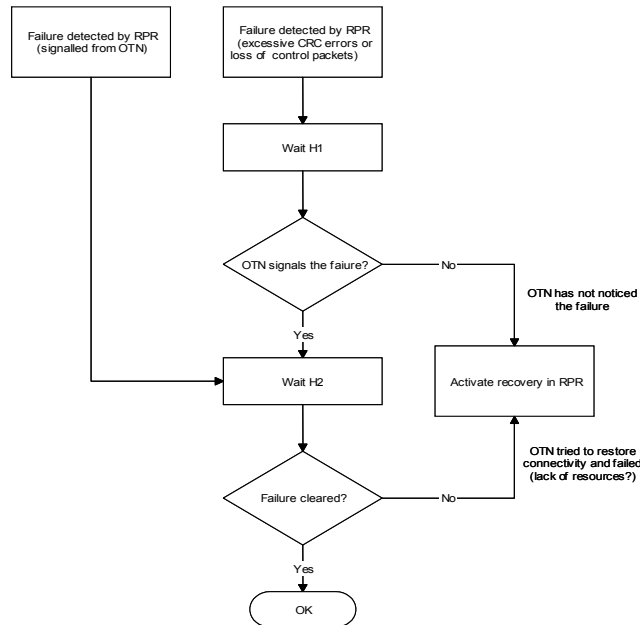 Failure detected by RPR
(signalled from OTN)
Failure detected by RPR
(excessive CRC errors or
loss of control packets)
Wait H1
OTN signals the faiure?
No
OTN has not noticed
the failure
Yes
Wait H2
Activate recovery in RPR
OTN tried to restore
connectivity and failed
(lack of resources?)
Failure cleared?
No
Yes
OK